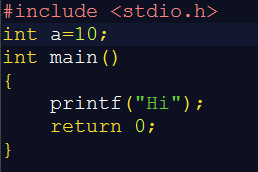 #include <stdio.h>
int a=10;
int main()
{
    printf("Hi");
    return 0;
}